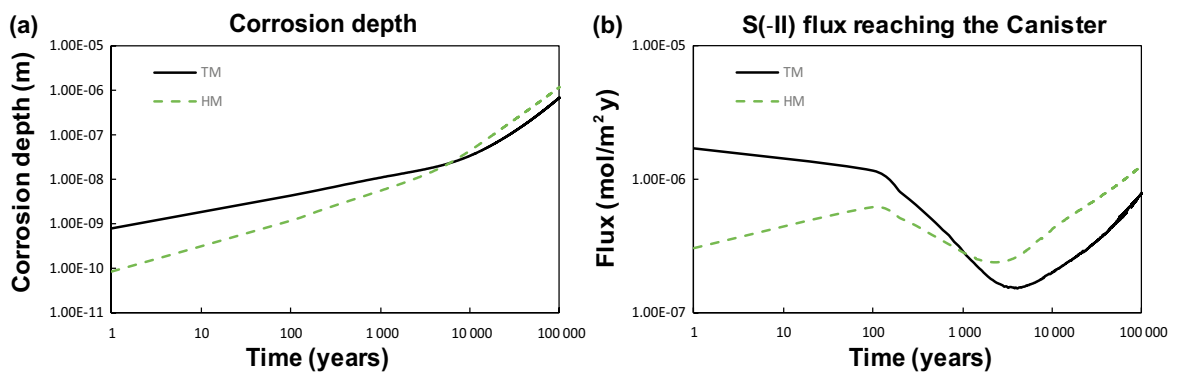 (a)
Corrosion depth
1.00E-05
1.00E-06
1.00E-07
1.00E-08
1.00E-09
1.00E-10
1.00E-11
Corrosion depth (m)
TM
HM
1
10
100
1 000
10 000
100 000
Time (years)
(b)
S(-II) flux reaching the Canister
1.00E-05
1.00E-06
1.00E-07
Flux (mol/m² y)
TM
HM
1
10
100
1 000
10 000
100 000
Time (years)